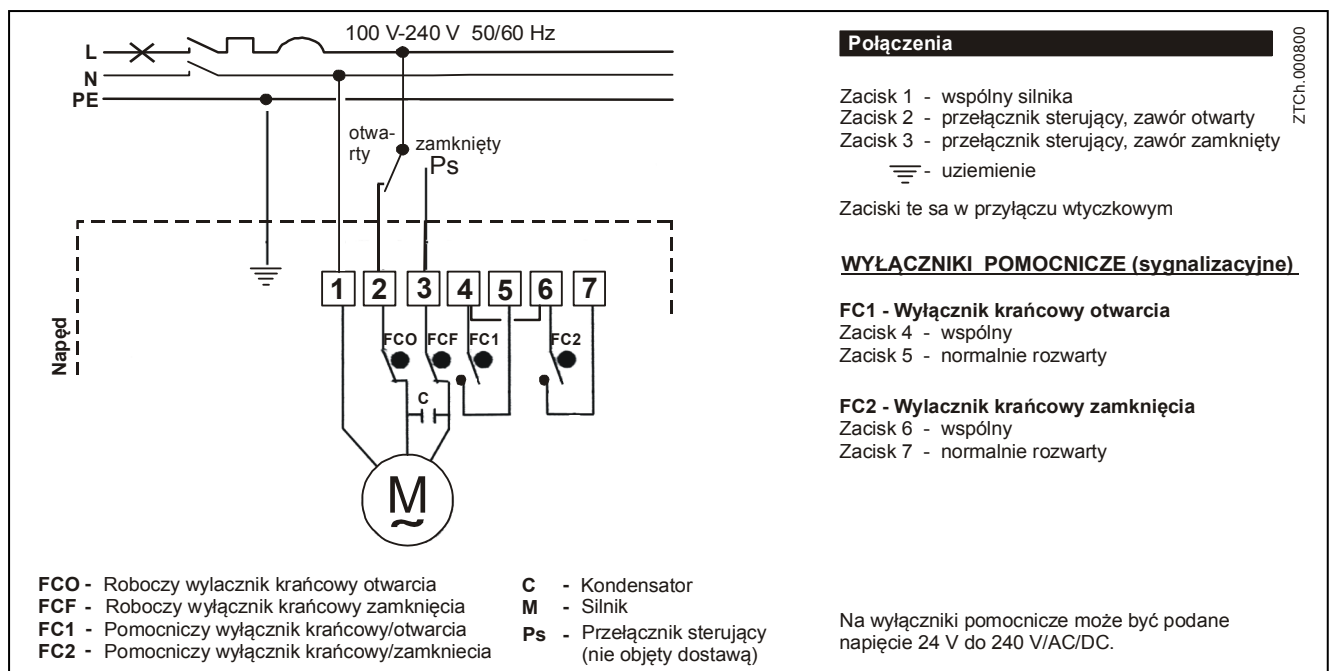 100 V-240 V  50/60 Hz
L
N
PE
otwa-
rty
zamknięty
Ps
Napęd
1 2 3 4 5 6 7
FCO FCF FC1 FC2
C
M
~
FCO - Roboczy wylacznik krańcowy otwarcia
FCF - Roboczy wyłącznik krańcowy zamknięcia
FC1 - Pomocniczy wyłącznik krańcowy/otwarcia
FC2 - Pomocniczy wyłącznik krańcowy/zamkniecia
C - Kondensator
M - Silnik
Ps - Przełącznik sterujący
(nie objęty dostawą)
Połączenia
ZTCh.000800
Zacisk 1 - wspólny silnika
Zacisk 2 - przełącznik sterujący, zawór otwarty
Zacisk 3 - przełącznik sterujący, zawór zamknięty
- uziemienie
Zaciski te sa w przyłączu wtyczkowym
WYŁĄCZNIKI POMOCNICZE (sygnalizacyjne)
FC1 - Wyłącznik krańcowy otwarcia
Zacisk 4 - wspólny
Zacisk 5 - normalnie rozwarty
FC2 - Wylacznik krańcowy zamknięcia
Zacisk 6 - wspólny
Zacisk 7 - normalnie rozwarty
Na wyłączniki pomocnicze może być podane
napięcie 24 V do 240 V/AC/DC.